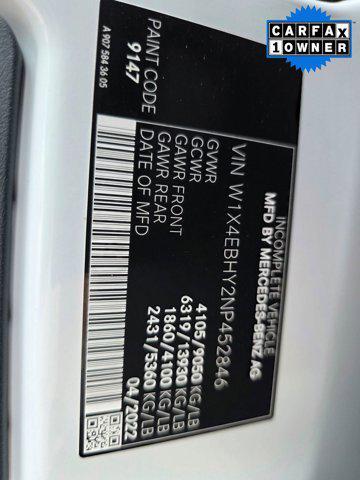 CARFAX
1 OWNER
INCOMPLETE VEHICLE
MFD BY MERCEDES-BENZ AG
VIN W1X4EBHY2NP452846
GVWR 4105/9050 KG/LB
GCWR 6319/13930 KG/LB
GAWR FRONT 1860/4100 KG/LB
GAWR REAR 2431/5360 KG/LB
DATE OF MFD 04/2022
PAINT CODE
9147
A 907 584 36 05